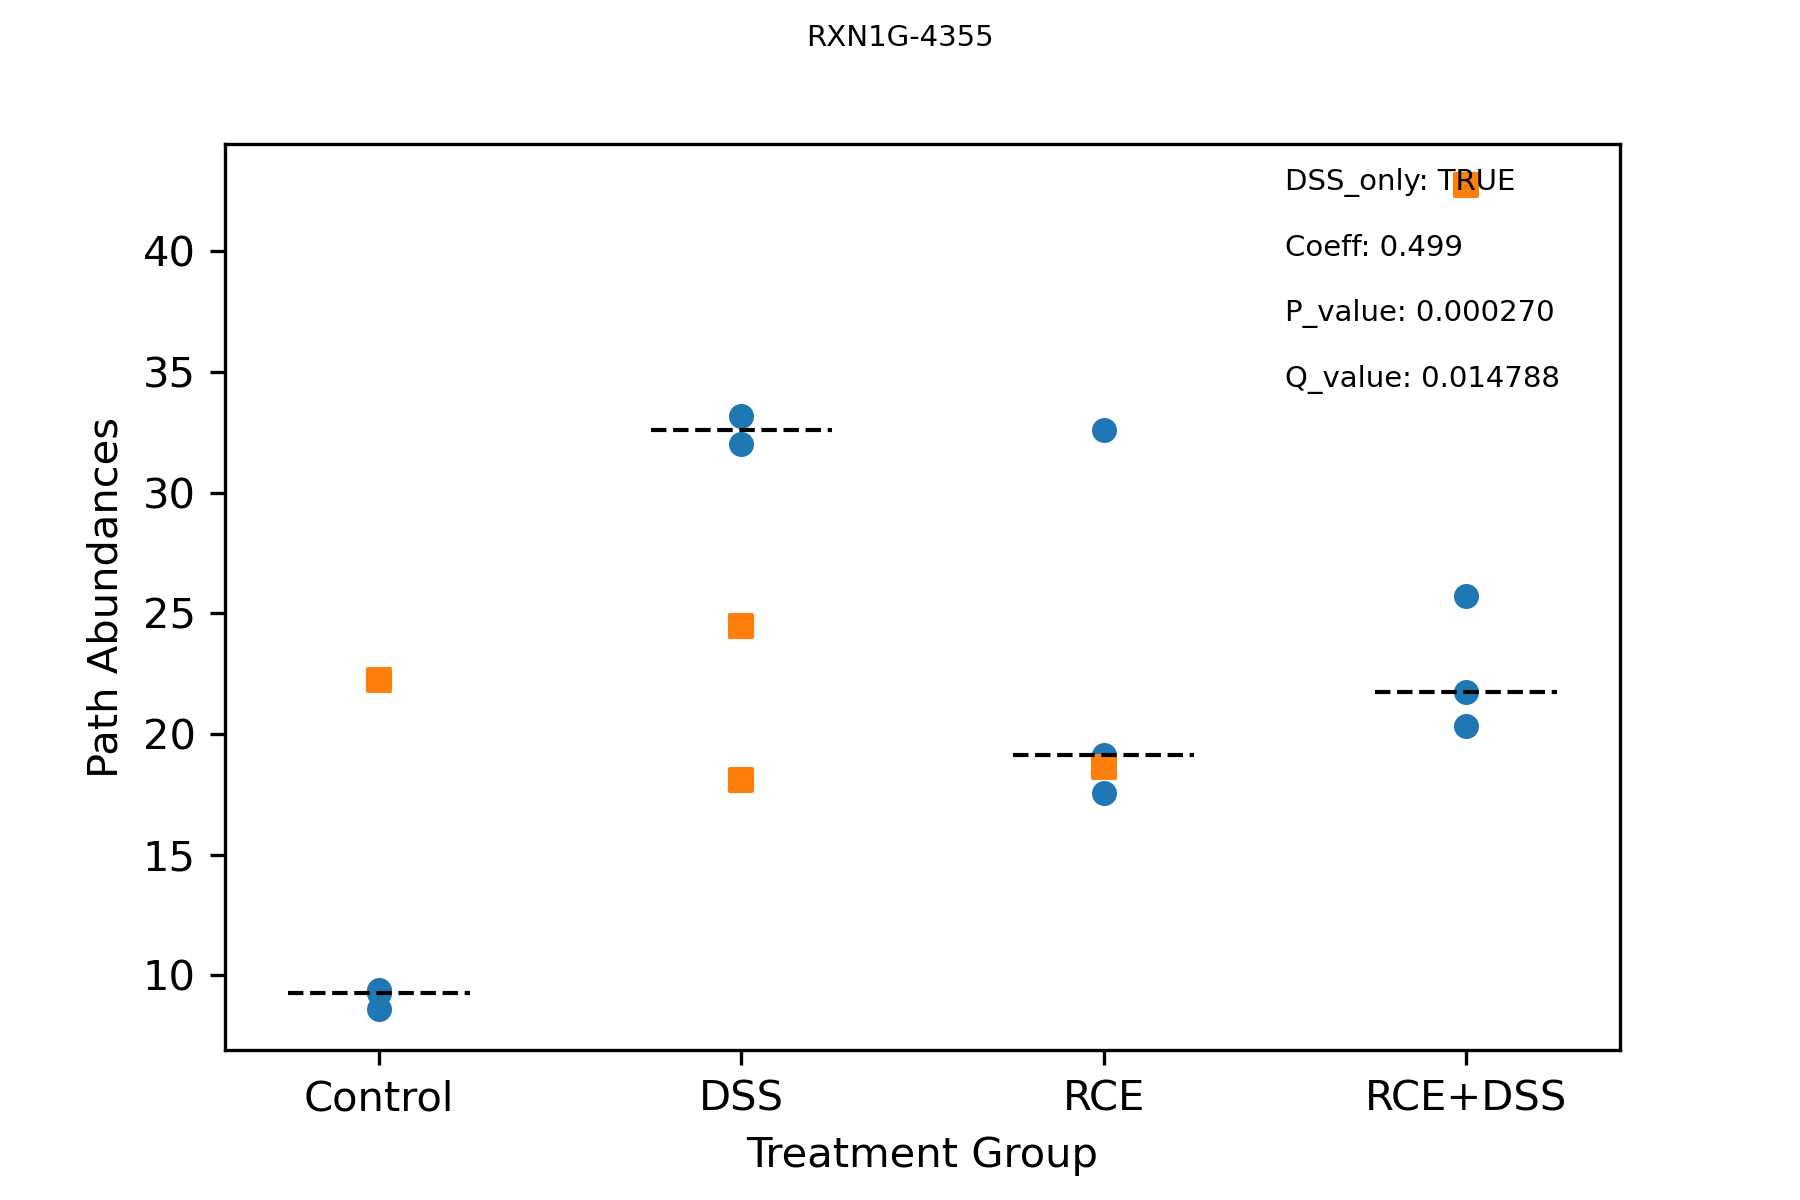 RXN1G-4355
DSS_only: TRUE
Coeff: 0.499
P_value: 0.000270
Q_value: 0.014788
40
35
30
25
20
15
10
Path Abundances
Control
DSS
RCE
RCE+DSS
Treatment Group